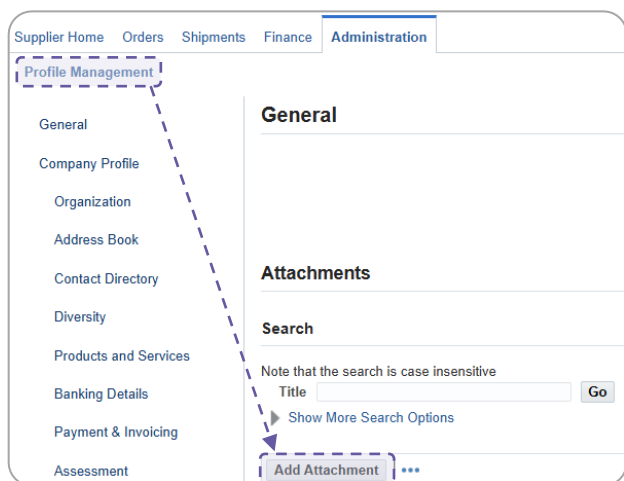 Supplier Home Orders Shipments Finance Administration
Profile Management
General
Company Profile
Organization
Address Book
Contact Directory
Diversity
Products and Services
Banking Details
Payment & Invoicing
Assessment
General
Attachments
Search
Note that the search is case insensitive
Title Go
Show More Search Options
Add Attachment •••